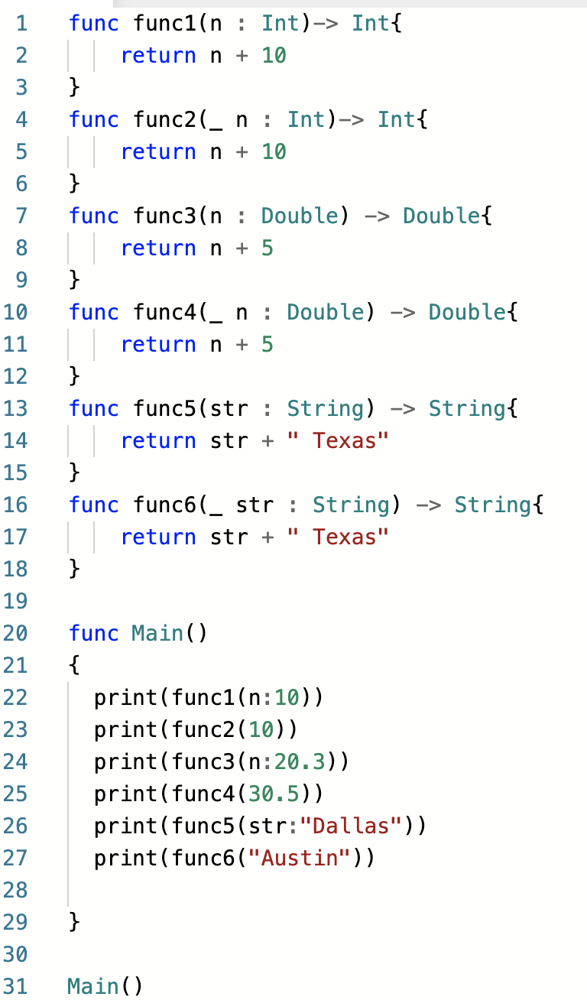 1 func func1(n : Int)-> Int{
2 return n + 10
3 }
4 func func2(_ n : Int)-> Int{
5 return n + 10
6 }
7 func func3(n : Double) -> Double{
8 return n + 5
9 }
10 func func4(_ n : Double) -> Double{
11 return n + 5
12 }
13 func func5(str : String) -> String{
14 return str + " Texas"
15 }
16 func func6(_ str : String) -> String{
17 return str + " Texas"
18 }
19
20 func Main()
21 {
22 print(func1(n:10))
23 print(func2(10))
24 print(func3(n:20.3))
25 print(func4(30.5))
26 print(func5(str:"Dallas"))
27 print(func6("Austin"))
28
29 }
30
31 Main()